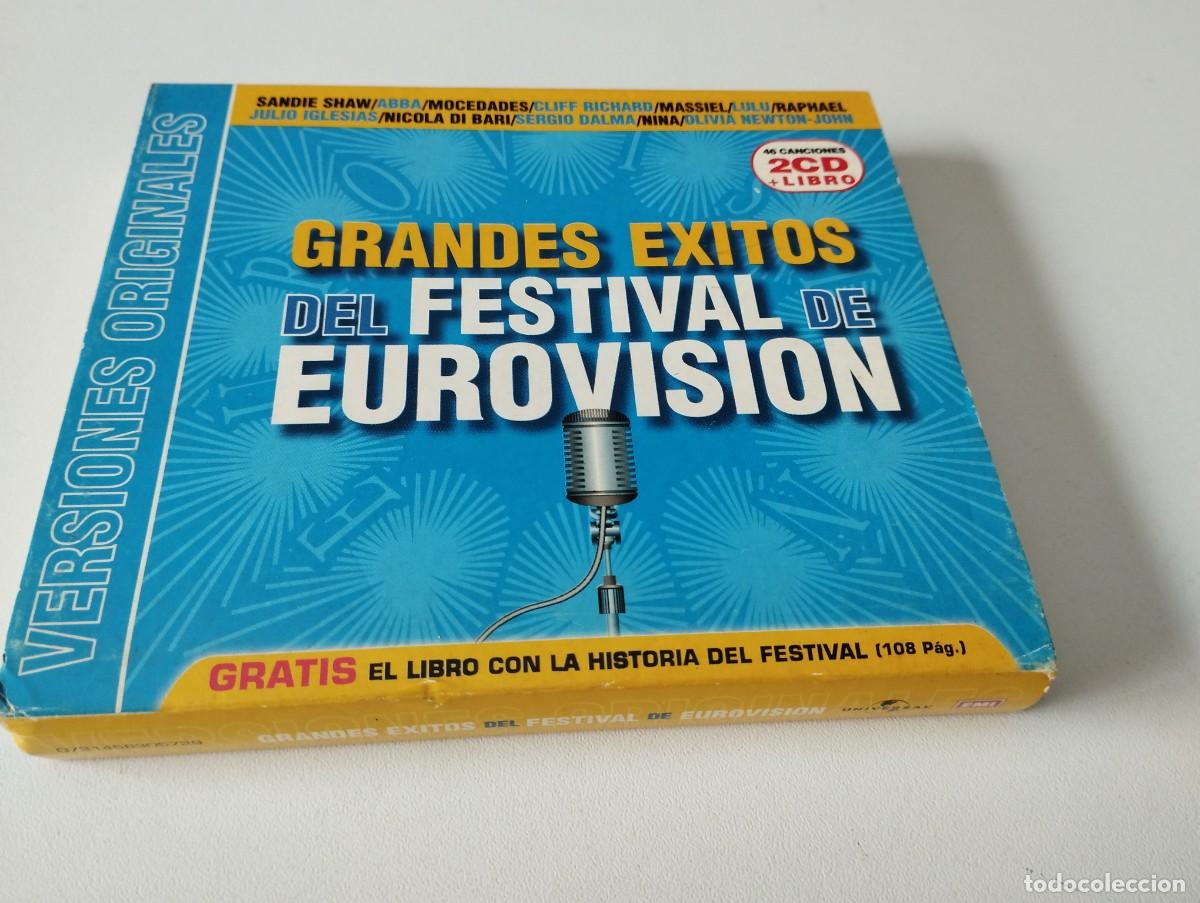 SANDIE SHAW/ABBA/MOCEDADES/CLIFF RICHARD/MASSIEL/LULU/RAPHAEL
JULIO IGLESIAS/NICOLA DI BARI/SERGIO DALMA/NINA/OLIVIA NEWTON-JOHN
46 CANCIONES
2CD
+ LIBRO
VERSIONES ORIGINALES
GRANDES EXITOS
DEL FESTIVAL DE
EUROVISION
GRATIS EL LIBRO CON LA HISTORIA DEL FESTIVAL (108 Pág.)
GRANDES EXITOS DEL FESTIVAL DE EUROVISION
UNIVERSAL
EMI
todocoleccion